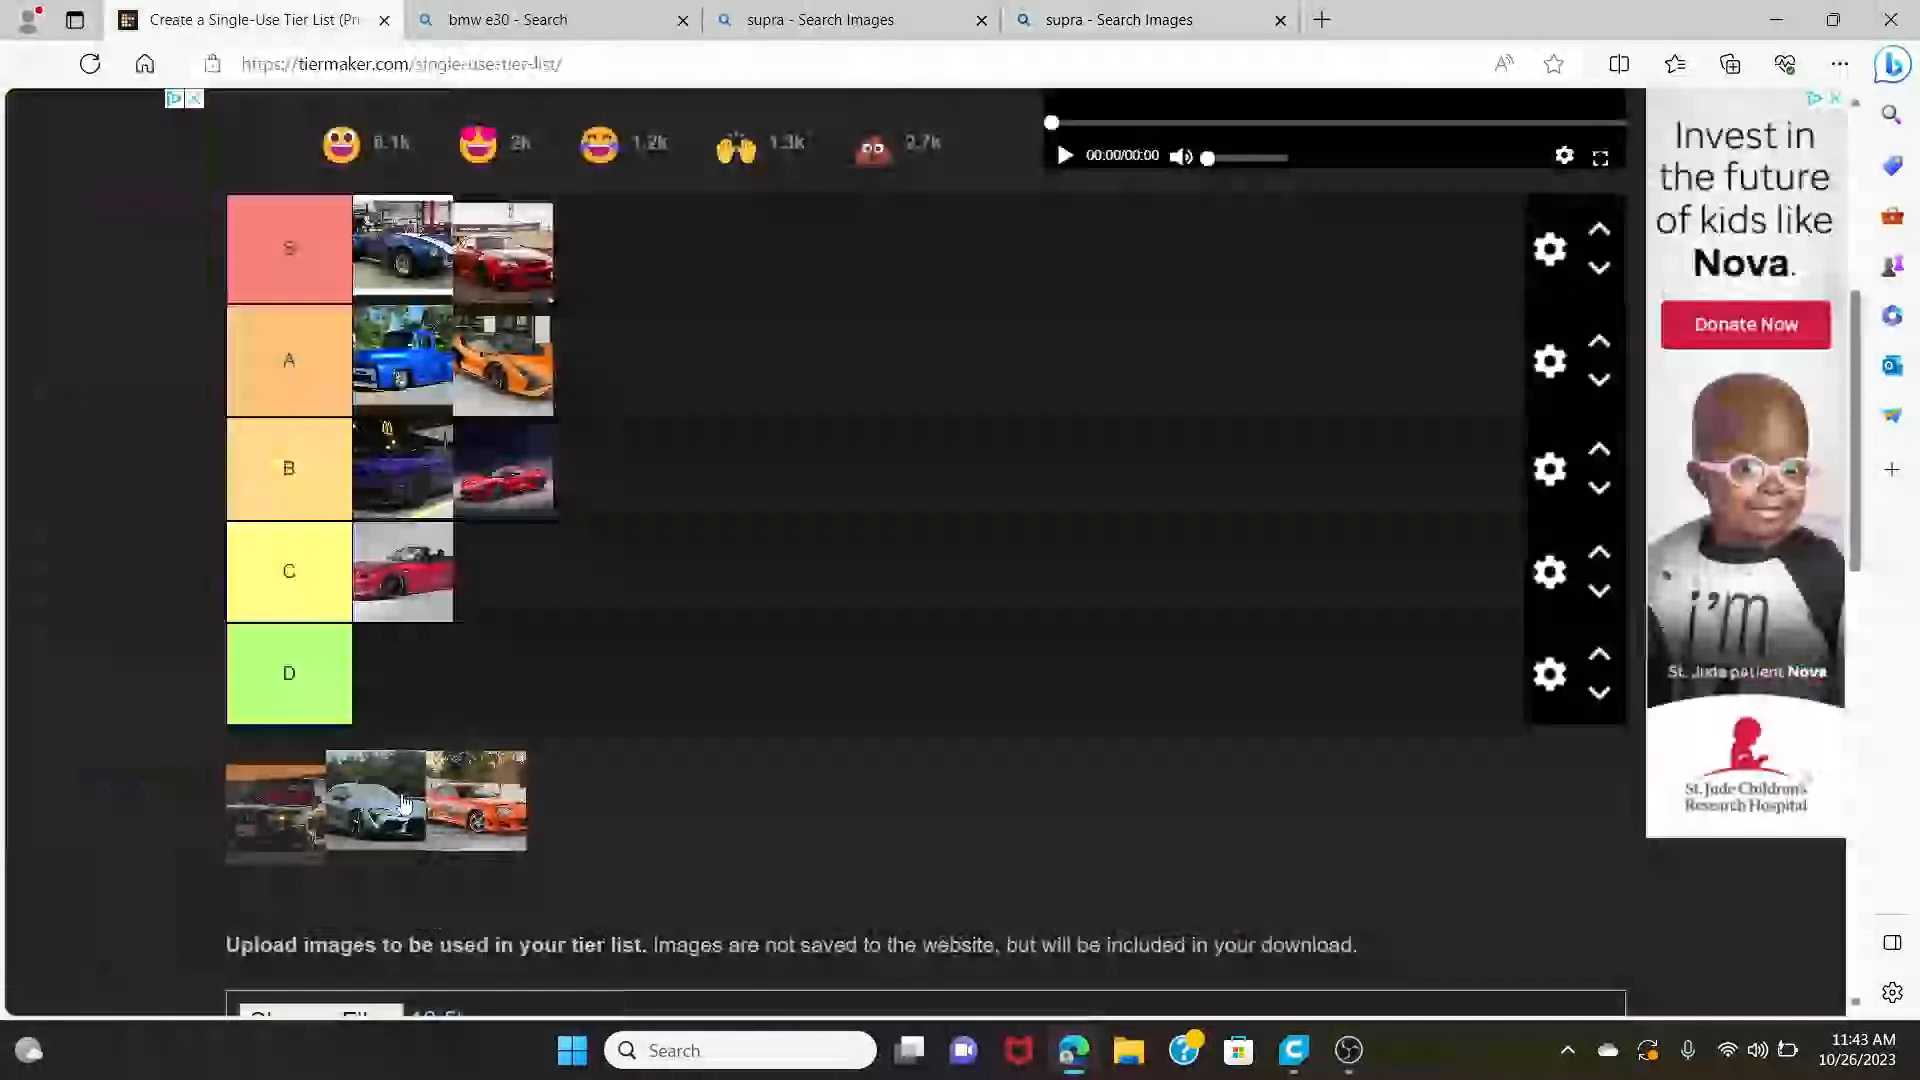 Create a Single-Use Tier List (Pr
bmw e30 - Search
supra - Search Images
supra - Search Images
https://tiermaker.com/single-use-tier-list/
2k
1.2k
1.3k
2.7k
00:00/00:00
S
A
B
C
D
Invest in
the future
of kids like
Nova.
Donate Now
i'm
St. Jude patient Nova
St. Jude Children's
Research Hospital
Upload images to be used in your tier list. Images are not saved to the website, but will be included in your download.
Search
11:43 AM
10/26/2023